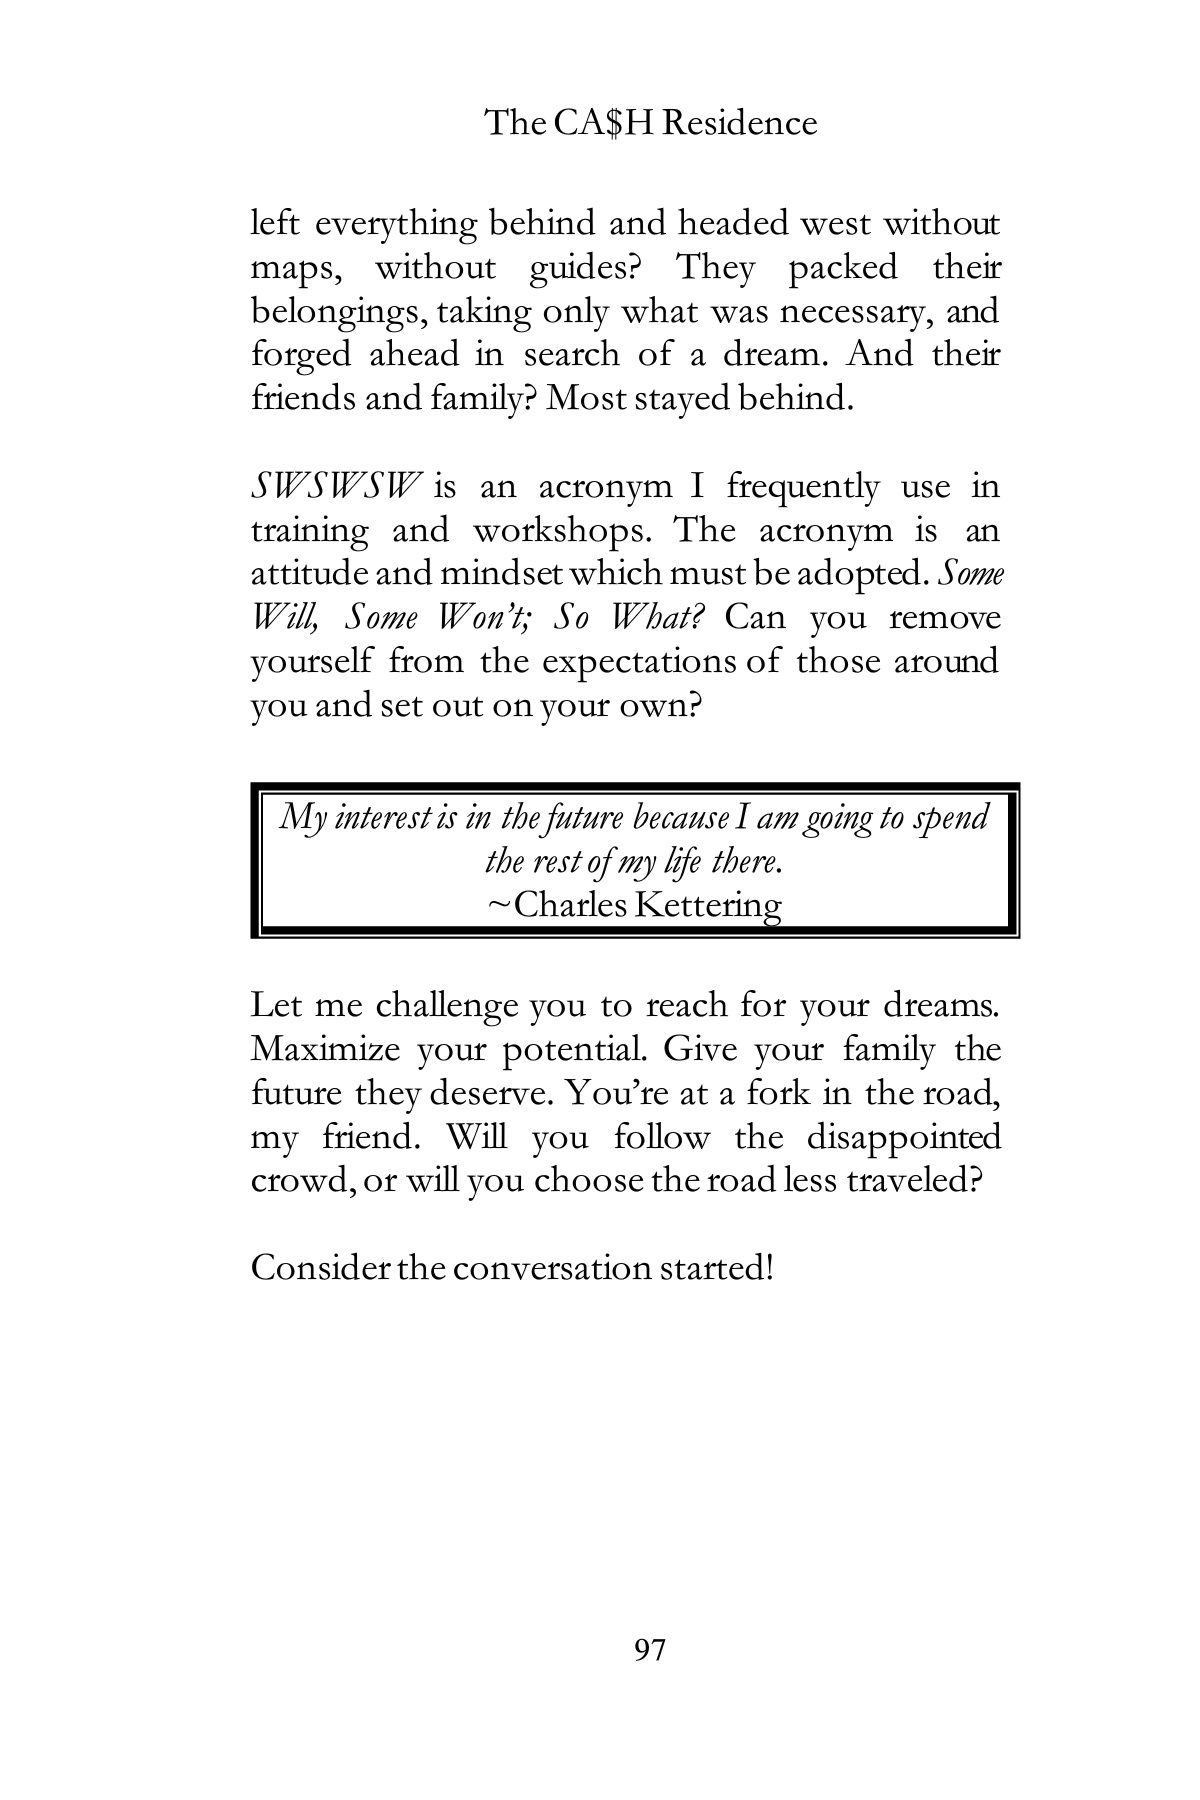 The CA$H Residence
left everything behind and headed west without
maps, without guides? They packed their
belongings, taking only what was necessary, and
forged ahead in search of a dream. And their
friends and family? Most stayed behind.
SWSWSW is an acronym I frequently use in
training and workshops. The acronym is an
attitude and mindset which must be adopted. Some
Will, Some Won’t; So What? Can you remove
yourself from the expectations of those around
you and set out on your own?
My interest is in the future because I am going to spend
the rest of my life there.
~Charles Kettering
Let me challenge you to reach for your dreams.
Maximize your potential. Give your family the
future they deserve. You’re at a fork in the road,
my friend. Will you follow the disappointed
crowd, or will you choose the road less traveled?
Consider the conversation started!
97